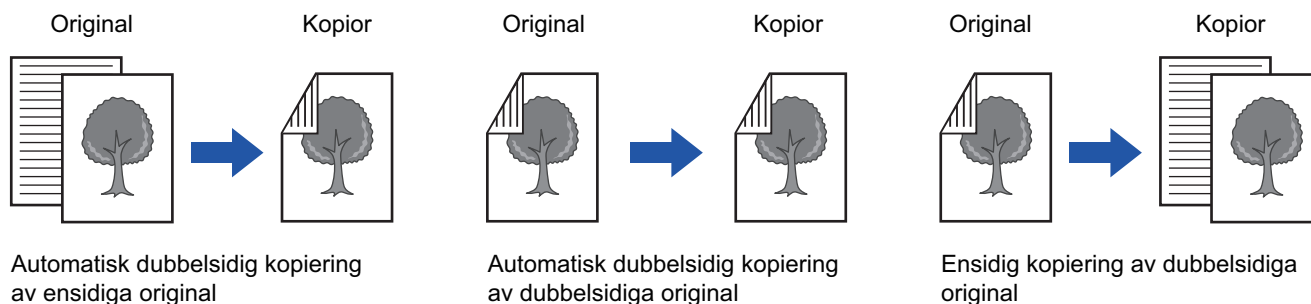 Original
Kopior
Original
Kopior
Original
Kopior
Automatisk dubbelsidig kopiering
av ensidiga original
Automatisk dubbelsidig kopiering
av dubbelsidiga original
Ensidig kopiering av dubbelsidiga
original